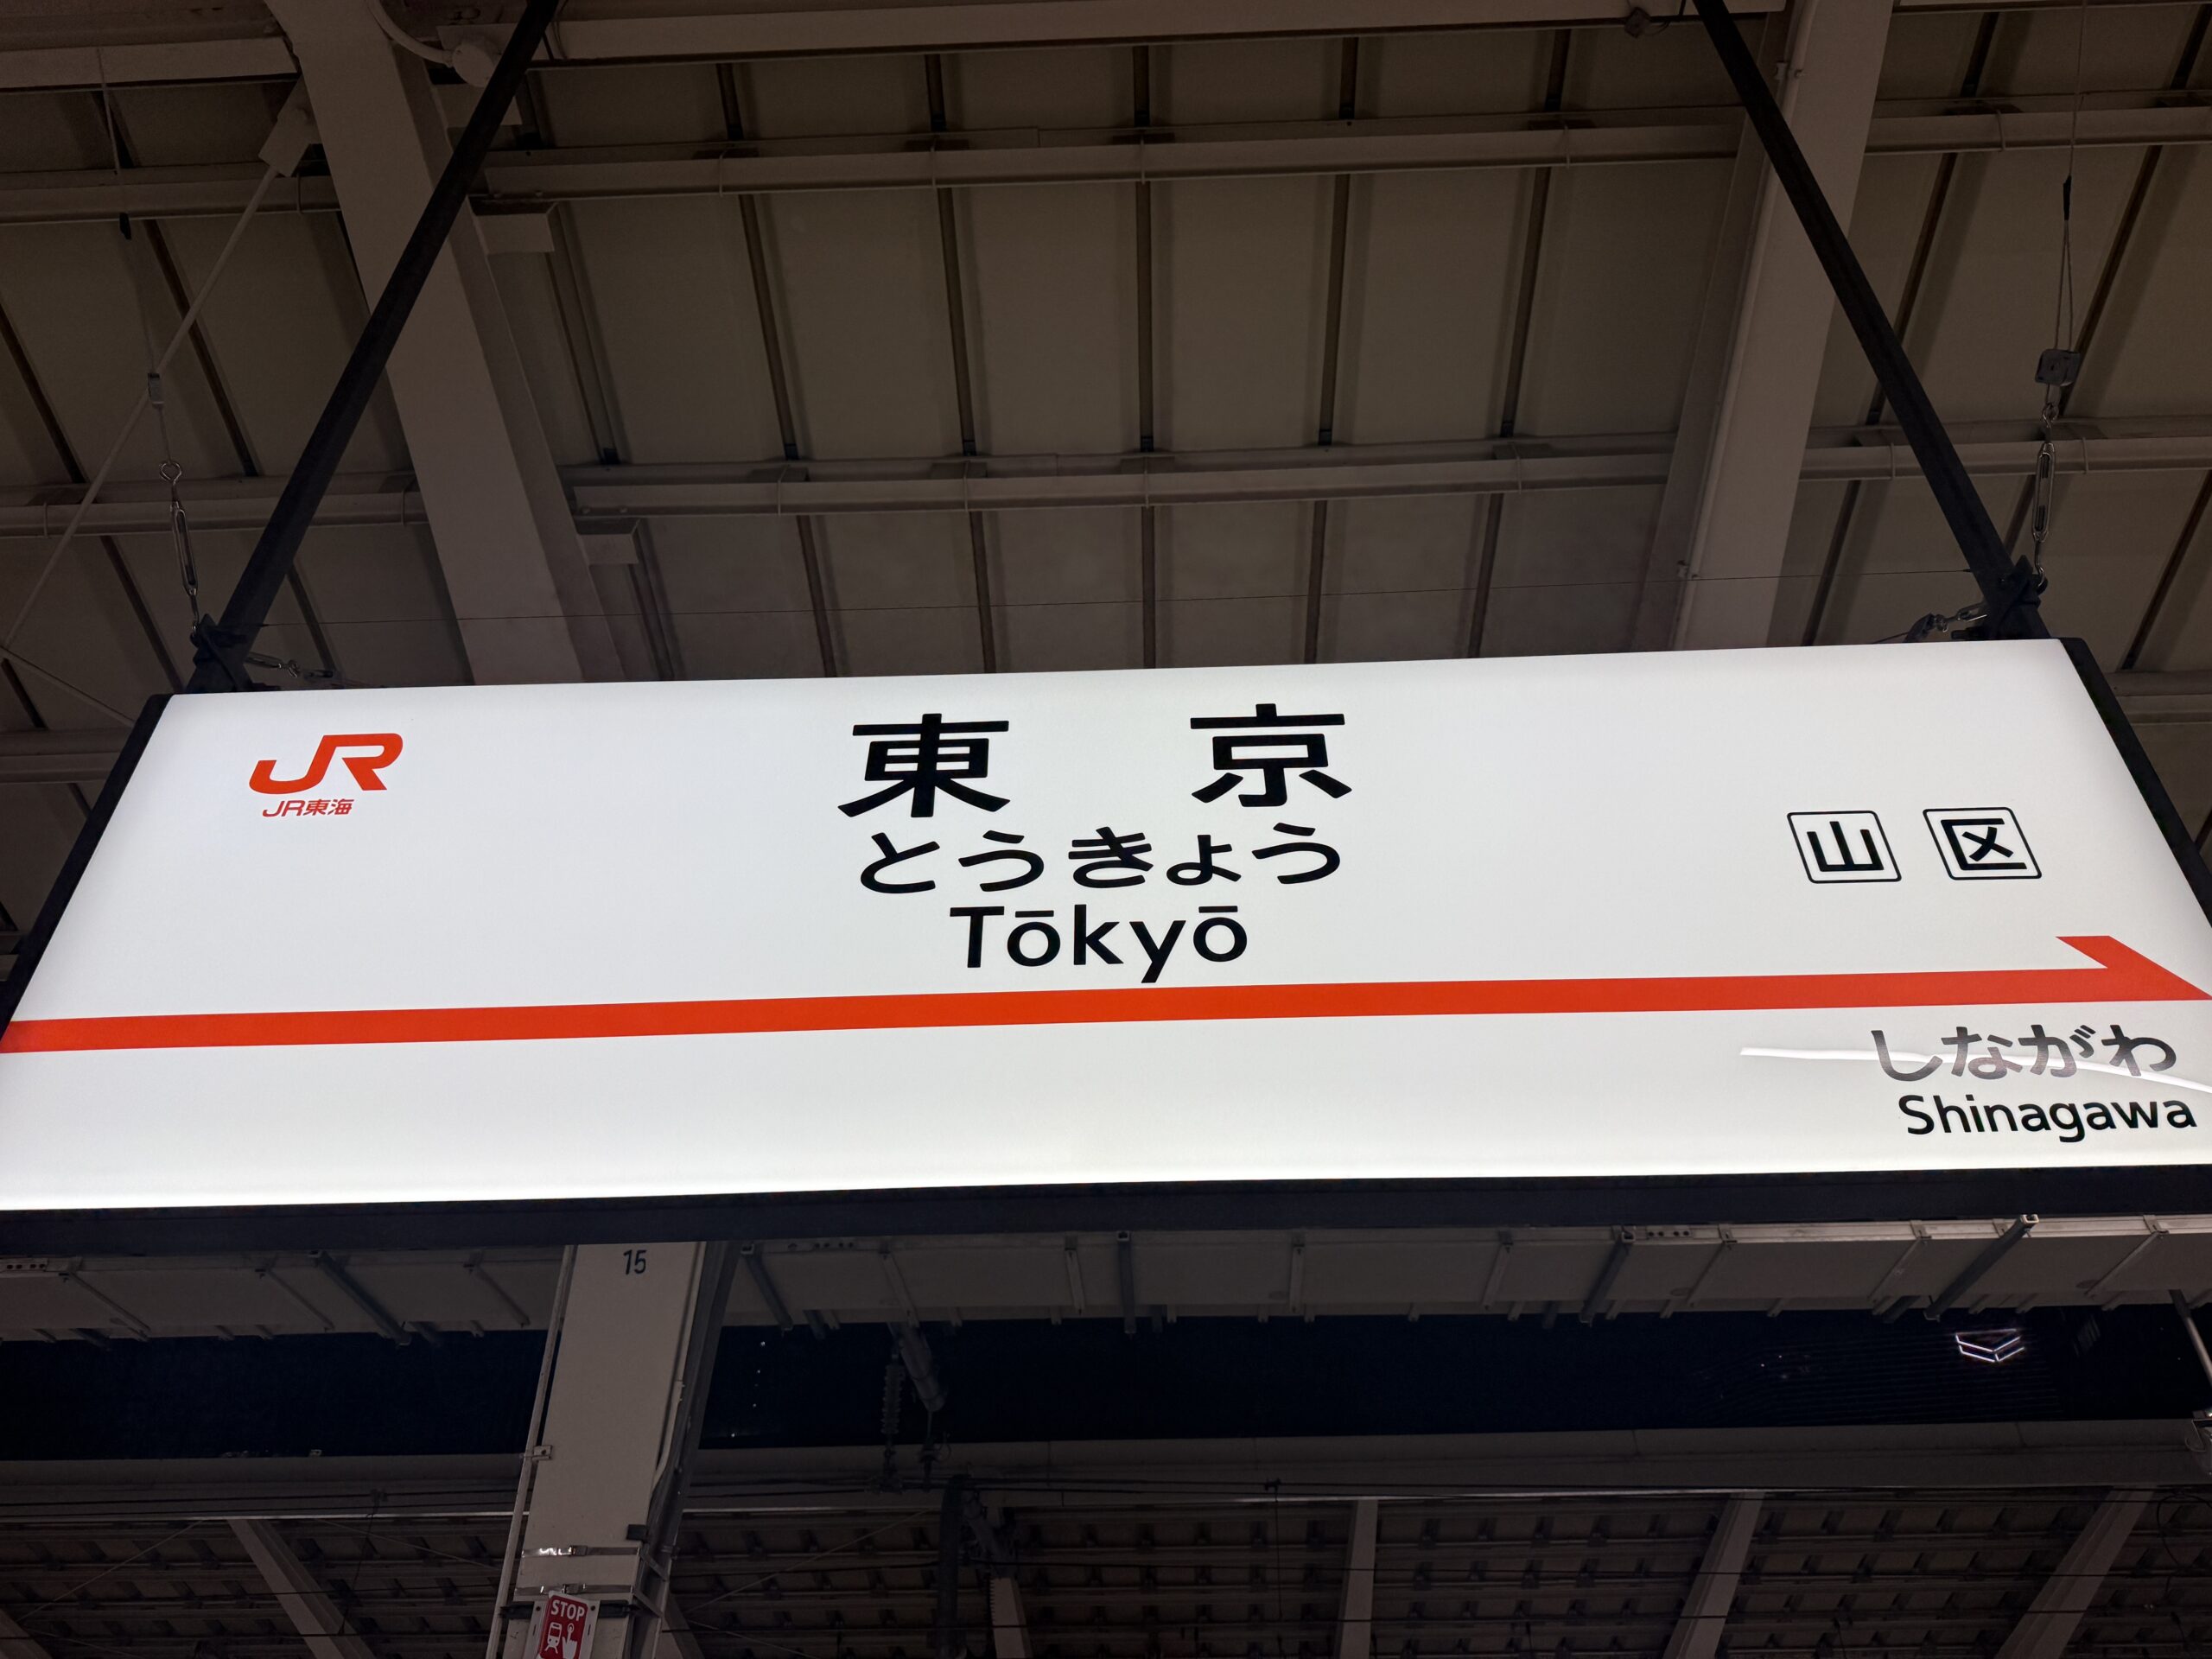 JR
JR東海
東京
とうきょう
Tōkyō
山 区
しながわ
Shinagawa
15
STOP